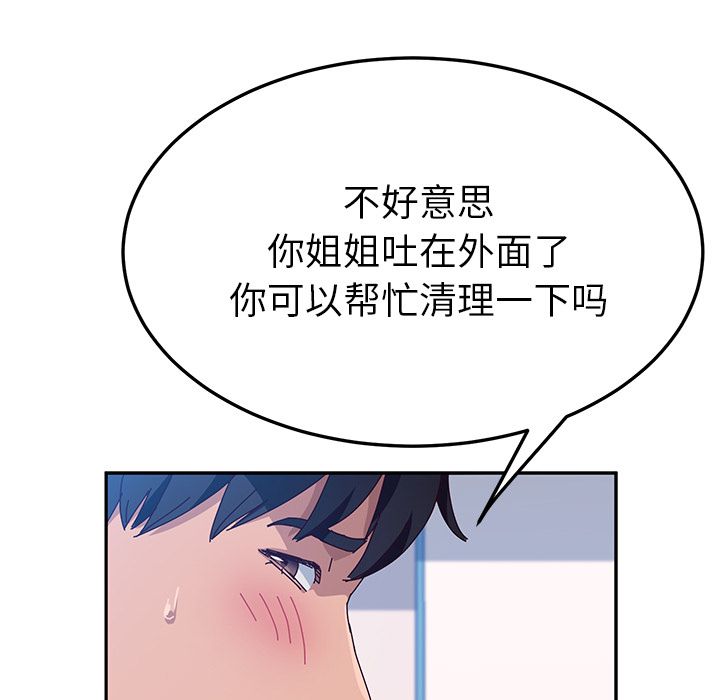 不好意思
你姐姐吐在外面了
你可以帮忙清理一下吗